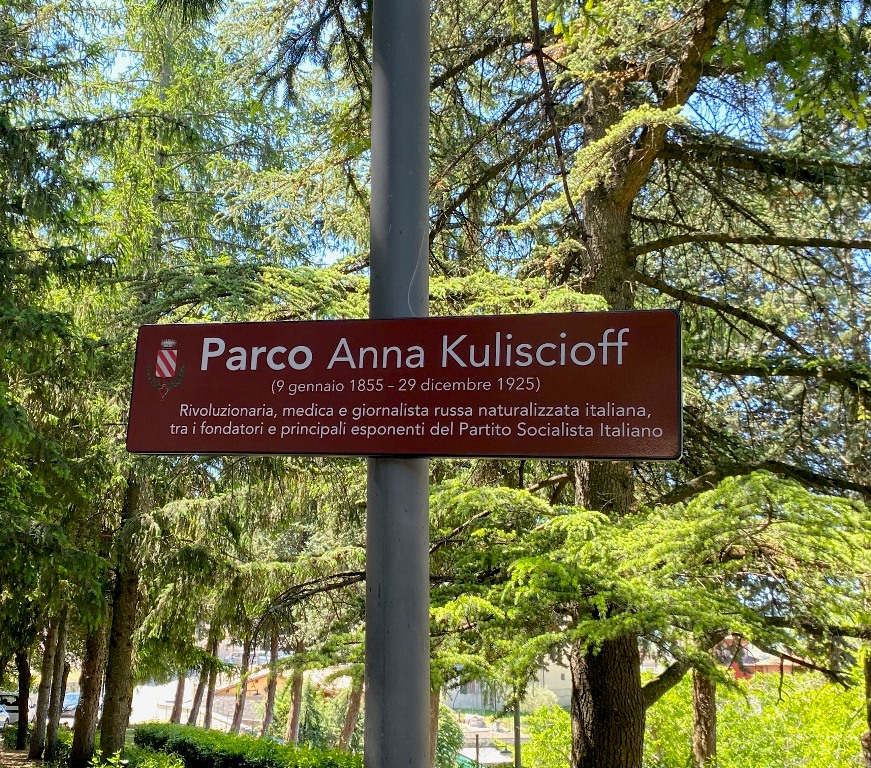 Parco Anna Kuliscioff
(9 gennaio 1855 - 29 dicembre 1925)
Rivoluzionaria, medica e giornalista russa naturalizzata italiana,
tra i fondatori e principali esponenti del Partito Socialista Italiano